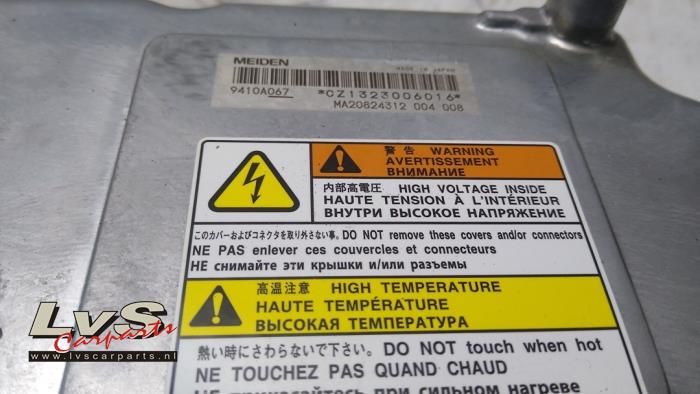 MEIDEN
MADE IN JAPAN
9410A067 *CZ1323006016*
MA20824312 004 008
警告 WARNING
AVERTISSEMENT
ВНИМАНИЕ
内部高電圧 HIGH VOLTAGE INSIDE
HAUTE TENSION À L'INTÉRIEUR
ВНУТРИ ВЫСОКОЕ НАПРЯЖЕНИЕ
このカバーおよびコネクタを取り外さない事。DO NOT remove these covers and/or connectors
NE PAS enlever ces couvercles et connecteurs
НЕ снимайте эти крышки и/или разъемы
高温注意 HIGH TEMPERATURE
HAUTE TEMPÉRATURE
ВЫСОКАЯ ТЕМПЕРАТУРА
熱い時にさわらないで下さい。DO NOT touch when hot
NE TOUCHEZ PAS QUAND CHAUD
НЕ прикасайтесь при сильном нагреве
LvS
Carparts
www.lvscarparts.nl